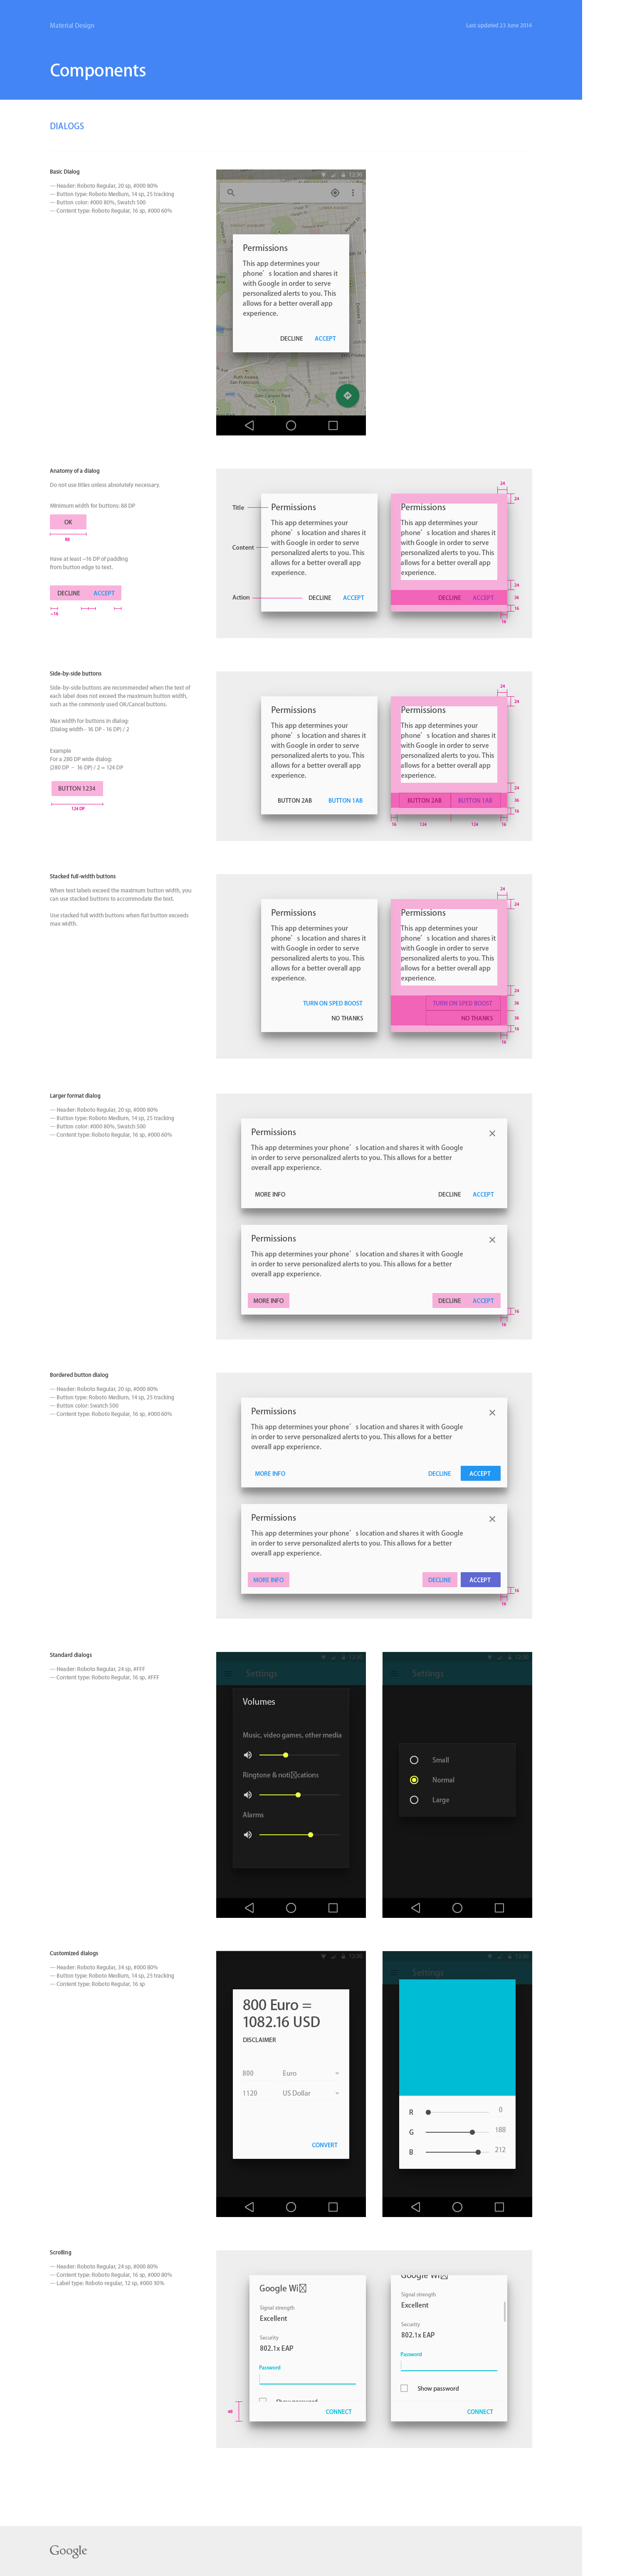 Material Design
Last updated 23 June 2014
Components
DIALOGS
Basic Dialog
— Header: Roboto Regular, 20 sp, #000 80%
— Button type: Roboto Medium, 14 sp, 25 tracking
— Button color: #000 80%, Swatch 500
— Content type: Roboto Regular, 16 sp, #000 60%
12:30
Permissions
This app determines your
phone's location and shares it
with Google in order to serve
personalized alerts to you. This
allows for a better overall app
experience.
DECLINE ACCEPT
Anatomy of a dialog
Do not use titles unless absolutely necessary.
Minimum width for buttons: 88 DP
OK
88
Have at least ~16 DP of padding
from button edge to text.
DECLINE ACCEPT
~16
Title
Content
Action
Permissions
This app determines your
phone's location and shares it
with Google in order to serve
personalized alerts to you. This
allows for a better overall app
experience.
DECLINE ACCEPT
24
24
Permissions
This app determines your
phone's location and shares it
with Google in order to serve
personalized alerts to you. This
allows for a better overall app
experience.
24
DECLINE ACCEPT
36
16
16
Side-by-side buttons
Side-by-side buttons are recommended when the text of
each label does not exceed the maximum button width,
such as the commonly used OK/Cancel buttons.
Max width for buttons in dialog:
(Dialog width - 16 DP - 16 DP) / 2
Example
For a 280 DP wide dialog:
(280 DP – 16 DP) / 2 = 124 DP
BUTTON 1234
124 DP
Permissions
This app determines your
phone's location and shares it
with Google in order to serve
personalized alerts to you. This
allows for a better overall app
experience.
BUTTON 2AB BUTTON 1AB
24
24
Permissions
This app determines your
phone's location and shares it
with Google in order to serve
personalized alerts to you. This
allows for a better overall app
experience.
24
BUTTON 2AB BUTTON 1AB
36
16
16 124 124 16
Stacked full-width buttons
When text labels exceed the maximum button width, you
can use stacked buttons to accommodate the text.
Use stacked full width buttons when flat button exceeds
max width.
Permissions
This app determines your
phone's location and shares it
with Google in order to serve
personalized alerts to you. This
allows for a better overall app
experience.
TURN ON SPED BOOST
NO THANKS
24
24
Permissions
This app determines your
phone's location and shares it
with Google in order to serve
personalized alerts to you. This
allows for a better overall app
experience.
24
TURN ON SPED BOOST
36
NO THANKS
36
16
16
Larger format dialog
— Header: Roboto Regular, 20 sp, #000 80%
— Button type: Roboto Medium, 14 sp, 25 tracking
— Button color: #000 80%, Swatch 500
— Content type: Roboto Regular, 16 sp, #000 60%
Permissions
This app determines your phone's location and shares it with Google
in order to serve personalized alerts to you. This allows for a better
overall app experience.
MORE INFO DECLINE ACCEPT
Permissions
This app determines your phone's location and shares it with Google
in order to serve personalized alerts to you. This allows for a better
overall app experience.
MORE INFO DECLINE ACCEPT
16
16
Bordered button dialog
— Header: Roboto Regular, 20 sp, #000 80%
— Button type: Roboto Medium, 14 sp, 25 tracking
— Button color: Swatch 500
— Content type: Roboto Regular, 16 sp, #000 60%
Permissions
This app determines your phone's location and shares it with Google
in order to serve personalized alerts to you. This allows for a better
overall app experience.
MORE INFO DECLINE ACCEPT
Permissions
This app determines your phone's location and shares it with Google
in order to serve personalized alerts to you. This allows for a better
overall app experience.
MORE INFO DECLINE ACCEPT
16
16
Standard dialogs
— Header: Roboto Regular, 24 sp, #FFF
— Content type: Roboto Regular, 16 sp, #FFF
12:30
Settings
Volumes
Music, video games, other media
Ringtone & noti cations
Alarms
12:30
Settings
Small
Normal
Large
Customized dialogs
— Header: Roboto Regular, 34 sp, #000 80%
— Button type: Roboto Medium, 14 sp, 25 tracking
— Content type: Roboto Regular, 16 sp
12:30
800 Euro =
1082.16 USD
DISCLAIMER
800 Euro
1120 US Dollar
CONVERT
12:30
Settings
R 0
G 188
B 212
Scrolling
— Header: Roboto Regular, 24 sp, #000 80%
— Content type: Roboto Regular, 16 sp, #000 80%
— Label type: Roboto regular, 12 sp, #000 30%
Google Wi
Signal strength
Excellent
Security
802.1x EAP
Password
Show password
CONNECT
48
Google Wi
Signal strength
Excellent
Security
802.1x EAP
Password
Show password
CONNECT
Google